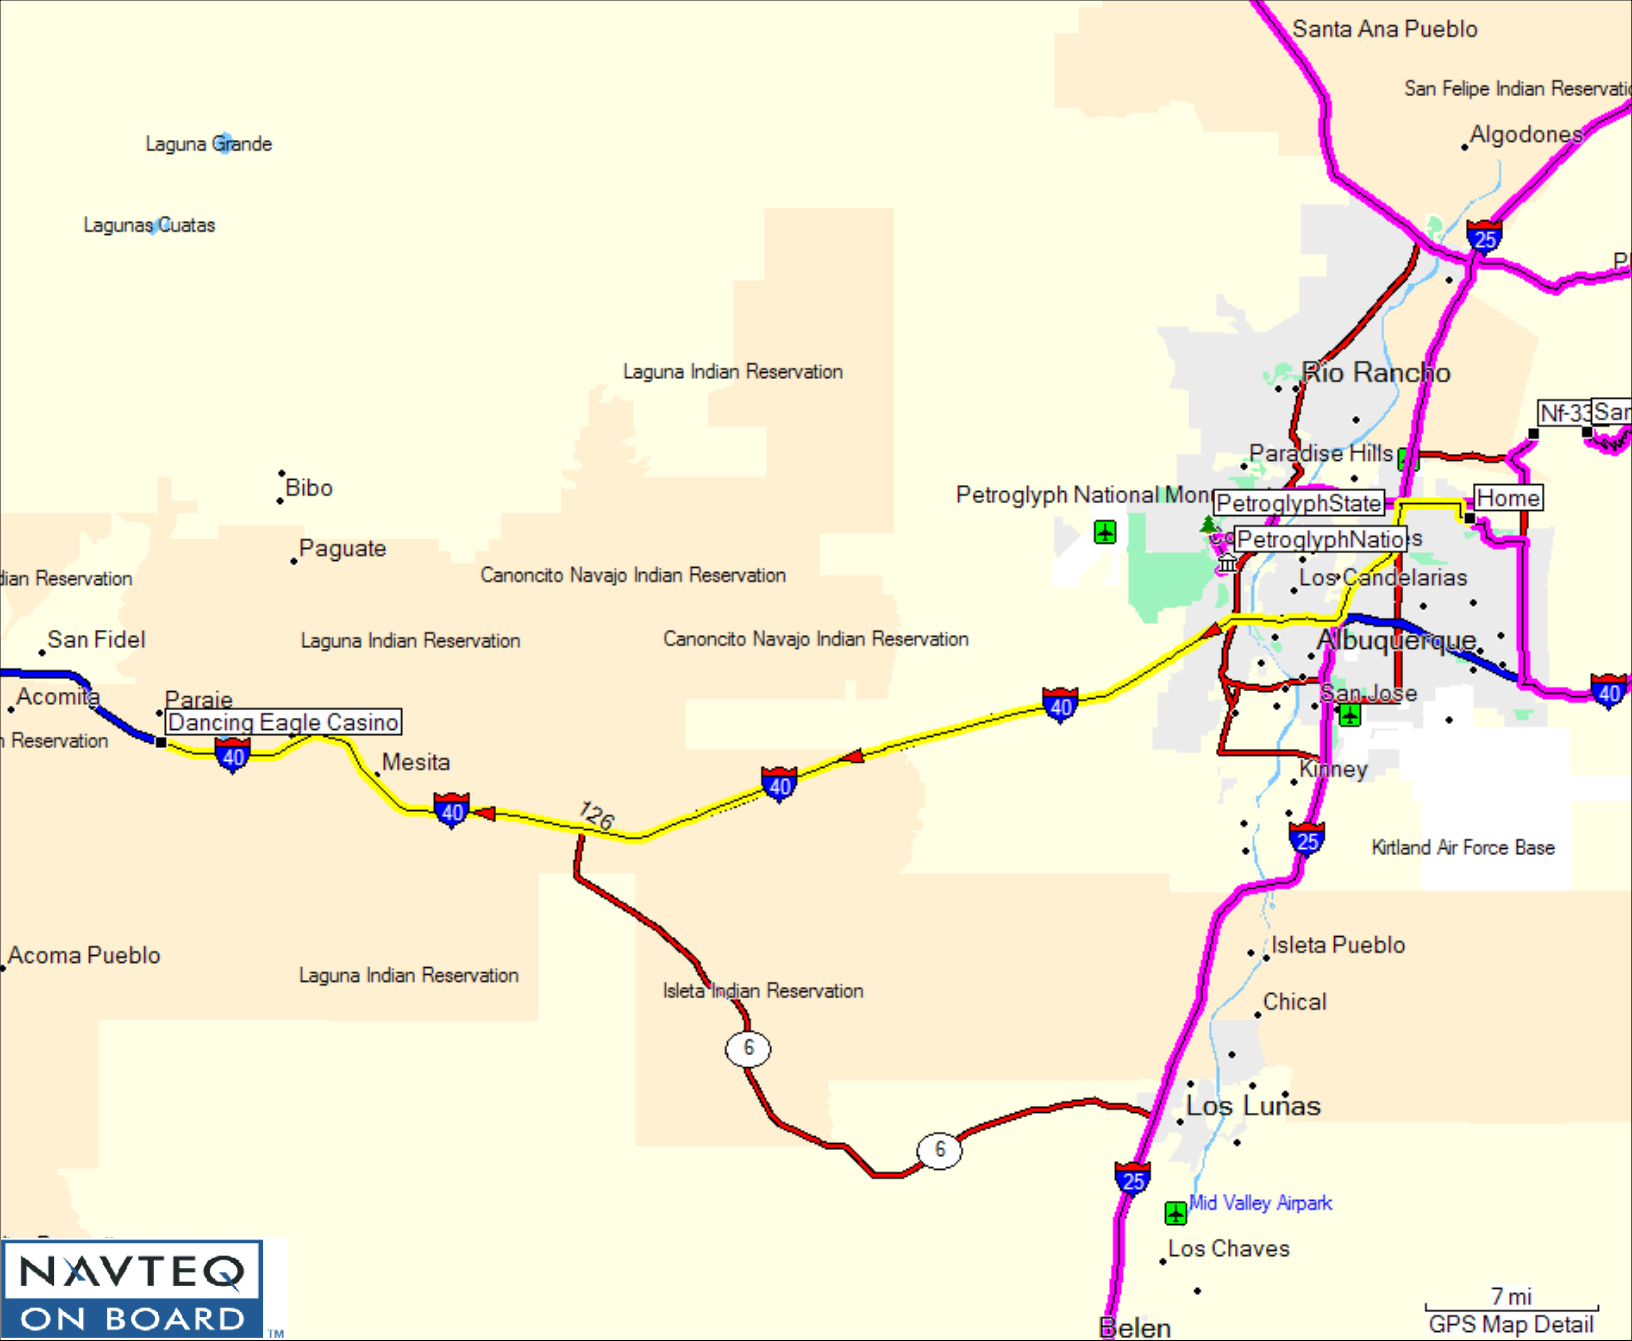 Santa Ana Pueblo
San Felipe Indian Reservatio
Algodones
Laguna Grande
Lagunas Cuatas
25
Laguna Indian Reservation
Rio Rancho
Nf-33
San
Paradise Hills
Bibo
Petroglyph National Mon
PetroglyphState
Home
Paguate
PetroglyphNatio
dian Reservation
Canoncito Navajo Indian Reservation
Los Candelarias
San Fidel
Laguna Indian Reservation
Canoncito Navajo Indian Reservation
Albuquerque
Acomita
Paraje
San Jose
40
40
Dancing Eagle Casino
n Reservation
40
Mesita
Kinney
40
40
126
25
Kirtland Air Force Base
Acoma Pueblo
Isleta Pueblo
Laguna Indian Reservation
Isleta Indian Reservation
Chical
6
Los Lunas
6
25
Mid Valley Airpark
Los Chaves
NAVTEQ
ON BOARD
TM
7 mi
GPS Map Detail
Belen